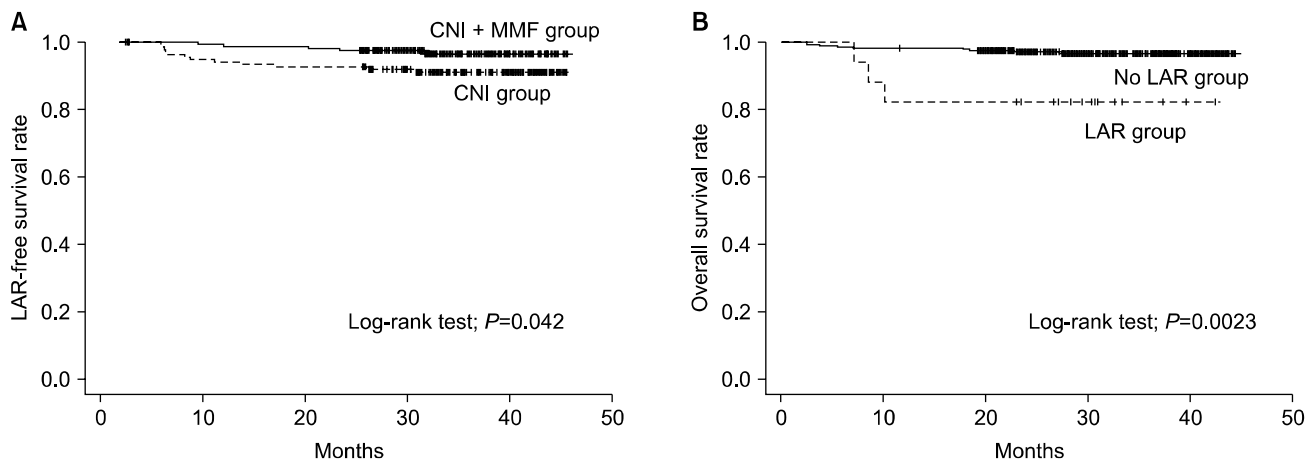 A
CNI + MMF group
CNI group
LAR-free survival rate
1.0
0.8
0.6
0.4
0.2
0.0
Log-rank test; P=0.042
0 10 20 30 40 50
Months
B
No LAR group
LAR group
Overall survival rate
1.0
0.8
0.6
0.4
0.2
0.0
Log-rank test; P=0.0023
0 10 20 30 40 50
Months